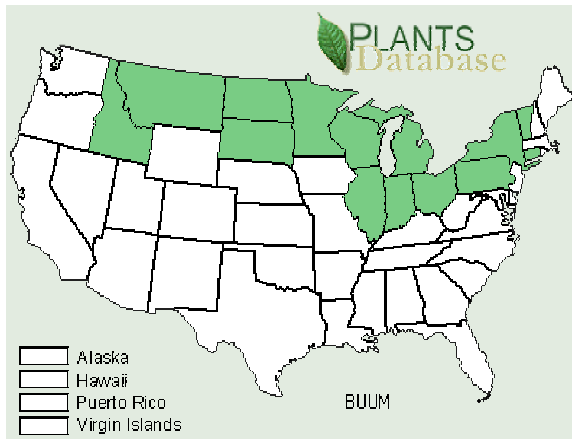 PLANTS
Database
Alaska
Hawaii
Puerto Rico
Virgin Islands
BUUM